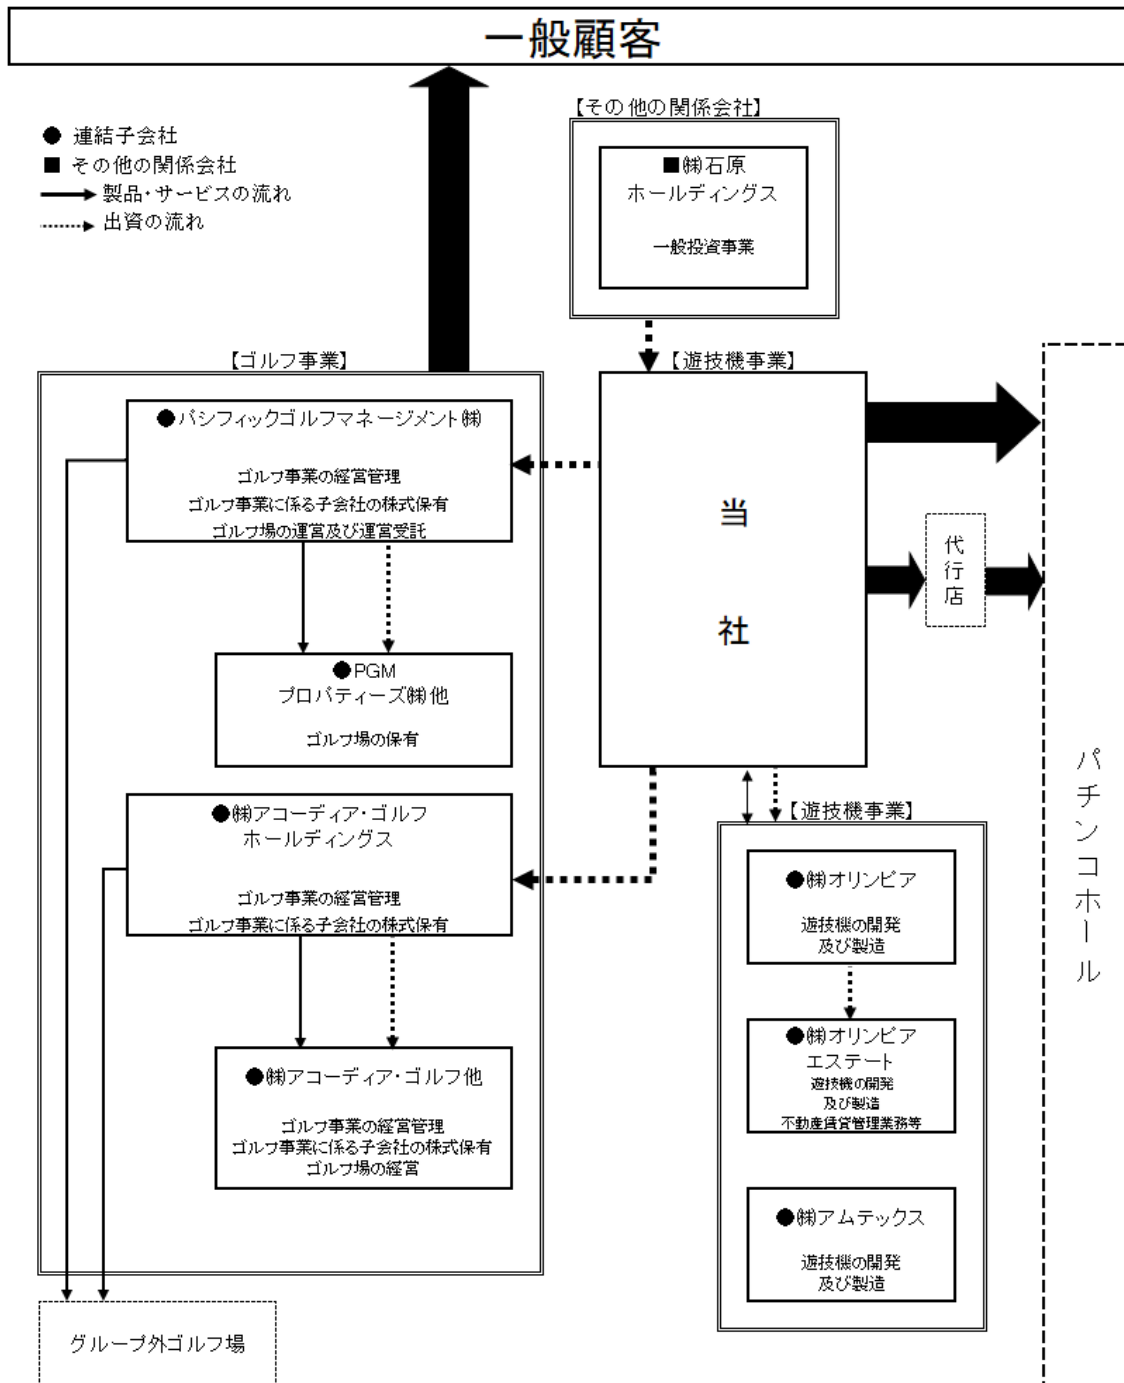 一般顧客
●連結子会社
■その他の関係会社
製品・サービスの流れ
出資の流れ
【その他の関係会社】
■㈱石原
ホールディングス
一般投資事業
【ゴルフ事業】
●パシフィックゴルフマネージメント㈱
ゴルフ事業の経営管理
ゴルフ事業に係る子会社の株式保有
ゴルフ場の運営及び運営受託
●PGM
プロパティーズ㈱他
ゴルフ場の保有
●㈱アコーディア・ゴルフ
ホールディングス
ゴルフ事業の経営管理
ゴルフ事業に係る子会社の株式保有
●㈱アコーディア・ゴルフ他
ゴルフ事業の経営管理
ゴルフ事業に係る子会社の株式保有
ゴルフ場の経営
グループ外ゴルフ場
【遊技機事業】
当社
代行店
パチンコホール
【遊技機事業】
●㈱オリンピア
遊技機の開発
及び製造
●㈱オリンピア
エステート
遊技機の開発
及び製造
不動産賃貸管理業務等
●㈱アムテックス
遊技機の開発
及び製造